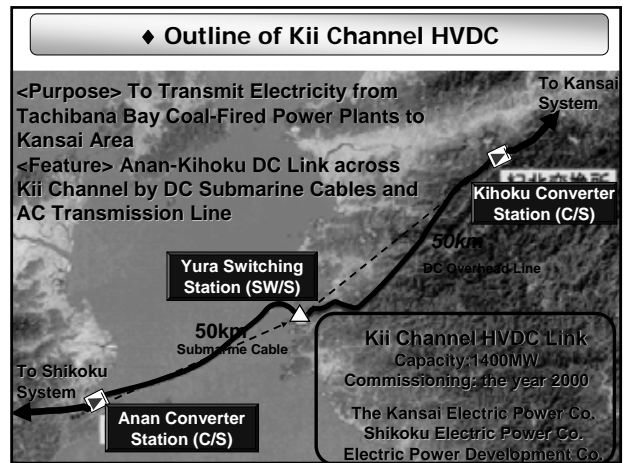 ♦ Outline of Kii Channel HVDC
<Purpose> To Transmit Electricity from
Tachibana Bay Coal-Fired Power Plants to
Kansai Area
<Feature> Anan-Kihoku DC Link across
Kii Channel by DC Submarine Cables and
AC Transmission Line
To Kansai
System
Kihoku Converter
Station (C/S)
50km
DC Overhead Line
Yura Switching
Station (SW/S)
50km
Submarine Cable
To Shikoku
System
Anan Converter
Station (C/S)
Kii Channel HVDC Link
Capacity:1400MW
Commissioning: the year 2000
The Kansai Electric Power Co.
Shikoku Electric Power Co.
Electric Power Development Co.